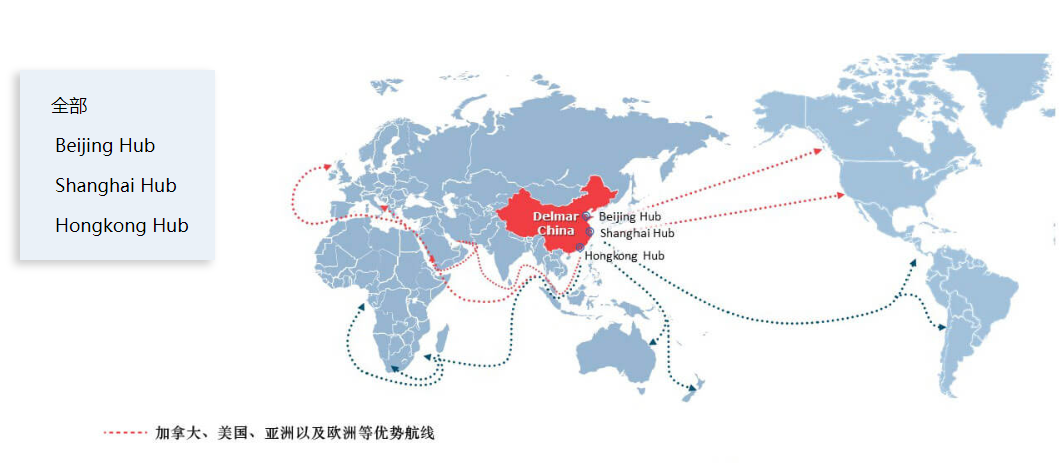 全部
Beijing Hub
Shanghai Hub
Hongkong Hub
Delmar
China
Beijing Hub
Shanghai Hub
Hongkong Hub
加拿大、美国、亚洲以及欧洲等优势航线